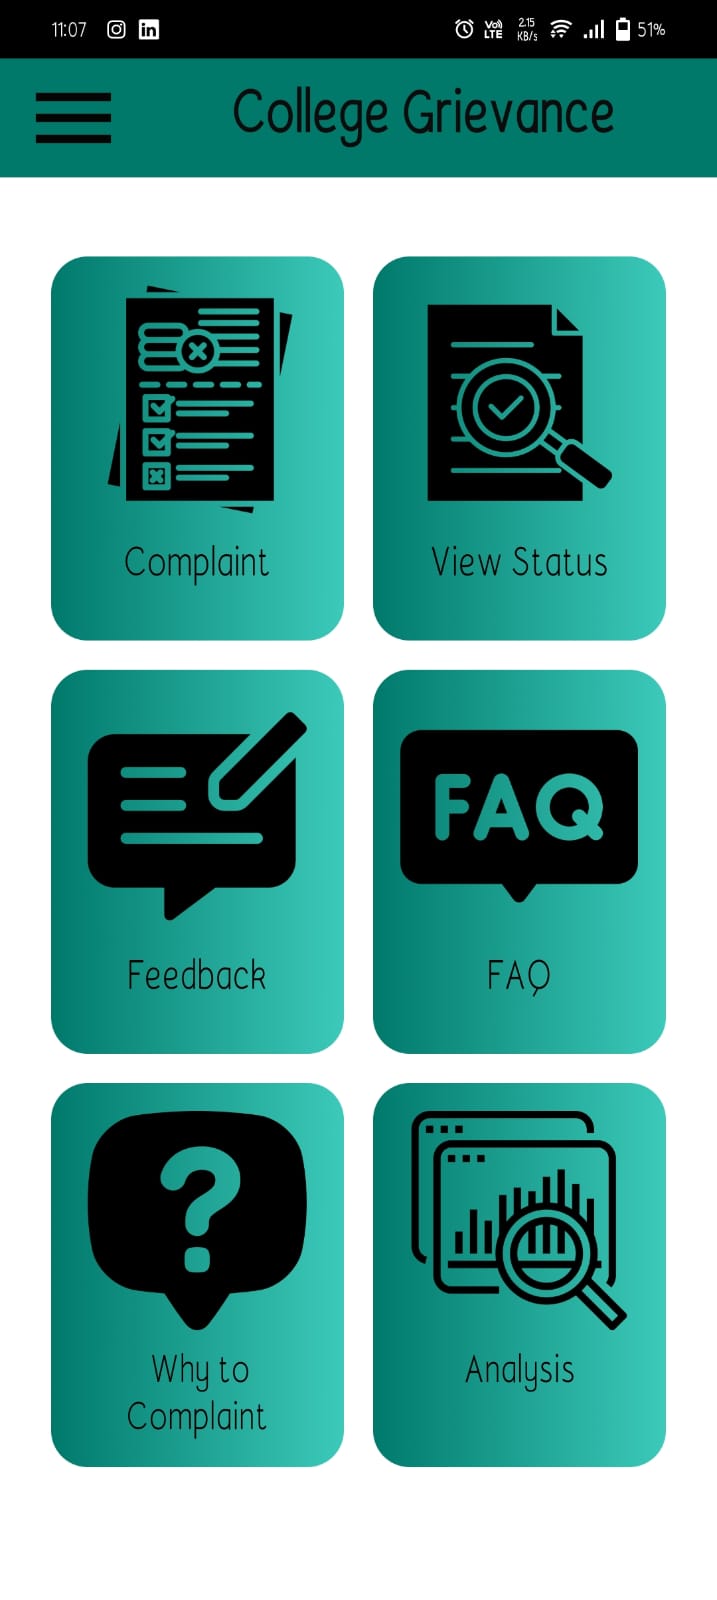 11:07 in Vo) LTE 2.15 KB/s 51%
College Grievance
Complaint
View Status
Feedback
FAQ
FAQ
?
Why to
Complaint
Analysis